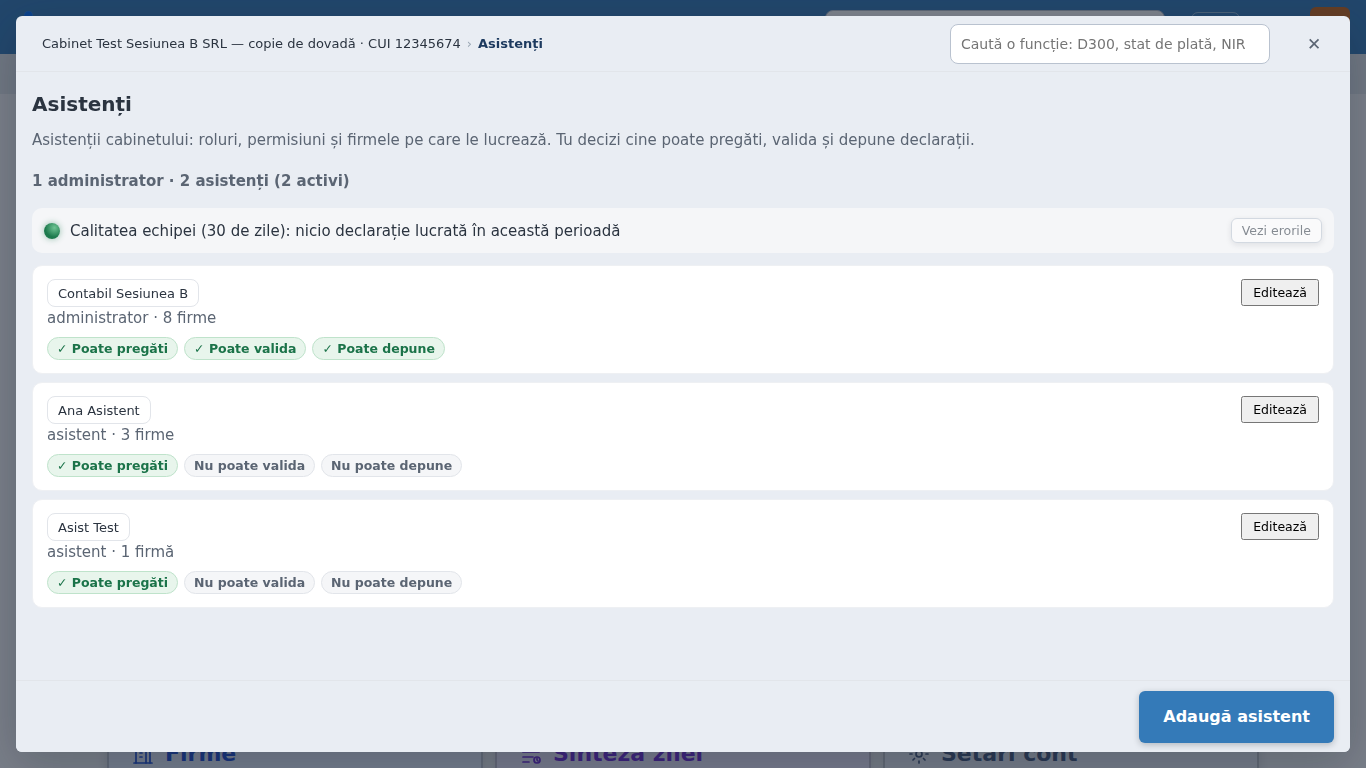 Cabinet Test Sesiunea B SRL — copie de dovadă · CUI 12345674 › Asistenți
Caută o funcție: D300, stat de plată, NIR
✕
Asistenți
Asistenții cabinetului: roluri, permisiuni și firmele pe care le lucrează. Tu decizi cine poate pregăti, valida și depune declarații.
1 administrator · 2 asistenți (2 activi)
Calitatea echipei (30 de zile): nicio declarație lucrată în această perioadă
Vezi erorile
Contabil Sesiunea B
Editează
administrator · 8 firme
✓ Poate pregăti
✓ Poate valida
✓ Poate depune
Ana Asistent
Editează
asistent · 3 firme
✓ Poate pregăti
Nu poate valida
Nu poate depune
Asist Test
Editează
asistent · 1 firmă
✓ Poate pregăti
Nu poate valida
Nu poate depune
Adaugă asistent
Firme
Sinteza zilei
Setări cont